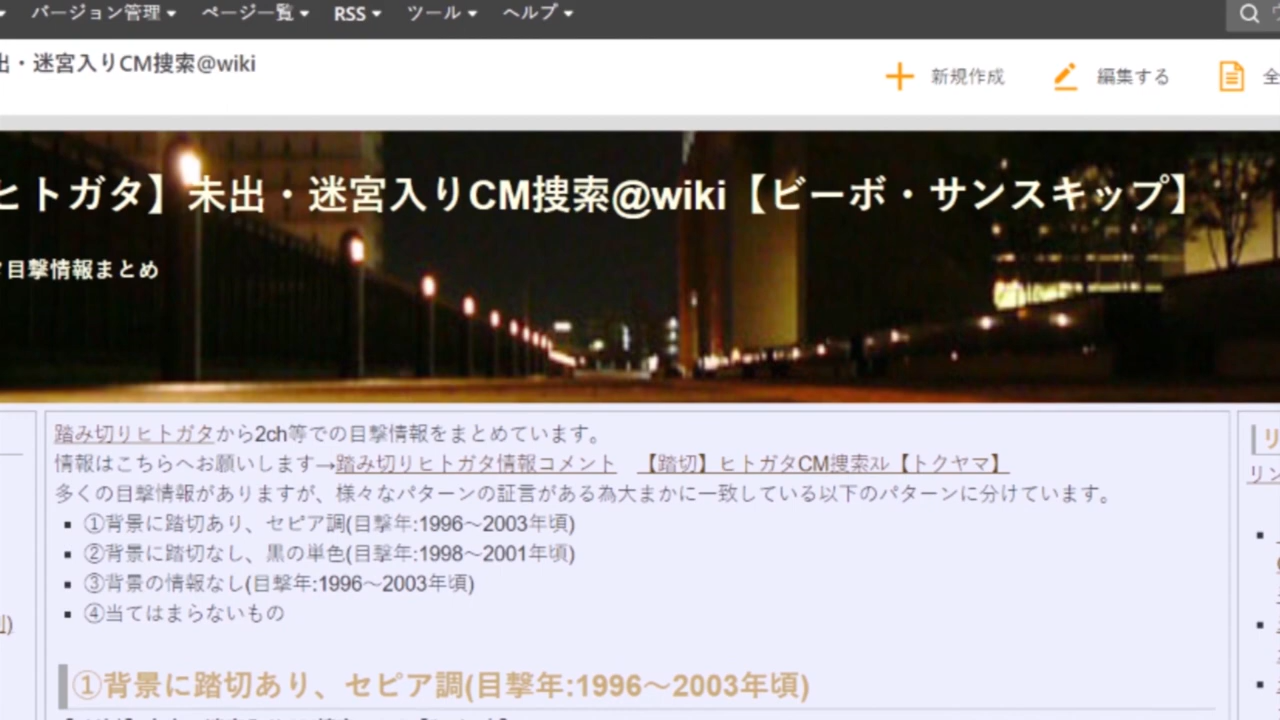 バージョン管理 ページ一覧 RSS ツール ヘルプ
出・迷宮入りCM捜索@wiki
新規作成 編集する 全
ヒトガタ】未出・迷宮入りCM捜索@wiki【ビーボ・サンスキップ】
目撃情報まとめ
踏み切りヒトガタから2ch等での目撃情報をまとめています。
情報はこちらへお願いします→踏み切りヒトガタ情報コメント 【踏切】ヒトガタCM捜索ｽﾚ【トクヤマ】
多くの目撃情報がありますが、様々なパターンの証言がある為大まかに一致している以下のパターンに分けています。
①背景に踏切あり、セピア調(目撃年:1996～2003年頃)
②背景に踏切なし、黒の単色(目撃年:1998～2001年頃)
③背景の情報なし(目撃年:1996～2003年頃)
④当てはまらないもの
①背景に踏切あり、セピア調(目撃年:1996～2003年頃)
リ
リン